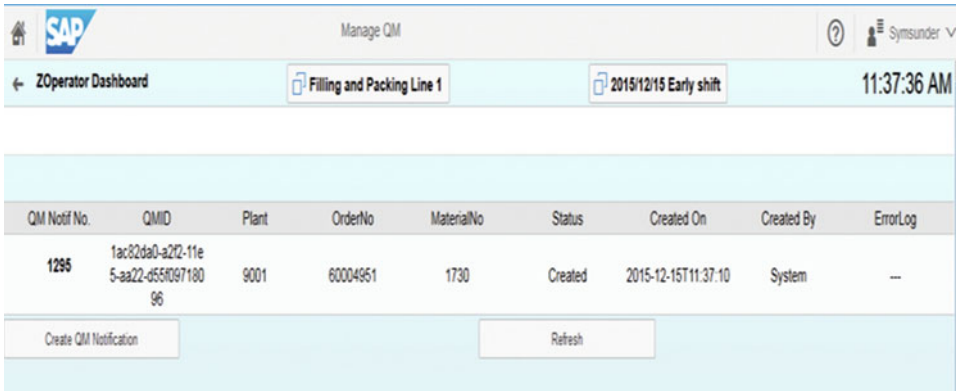 SAP Manage QM Symsunder
ZOperator Dashboard Filling and Packing Line 1 2015/12/15 Early shift 11:37:36 AM
QM Notif No. QMID Plant OrderNo MaterialNo Status Created On Created By ErrorLog
1ac82da0-a2f2-11e
1295 5-aa22-d55f097180 9001 60004951 1730 Created 2015-12-15T11:37:10 System ---
96
Create QM Notification Refresh